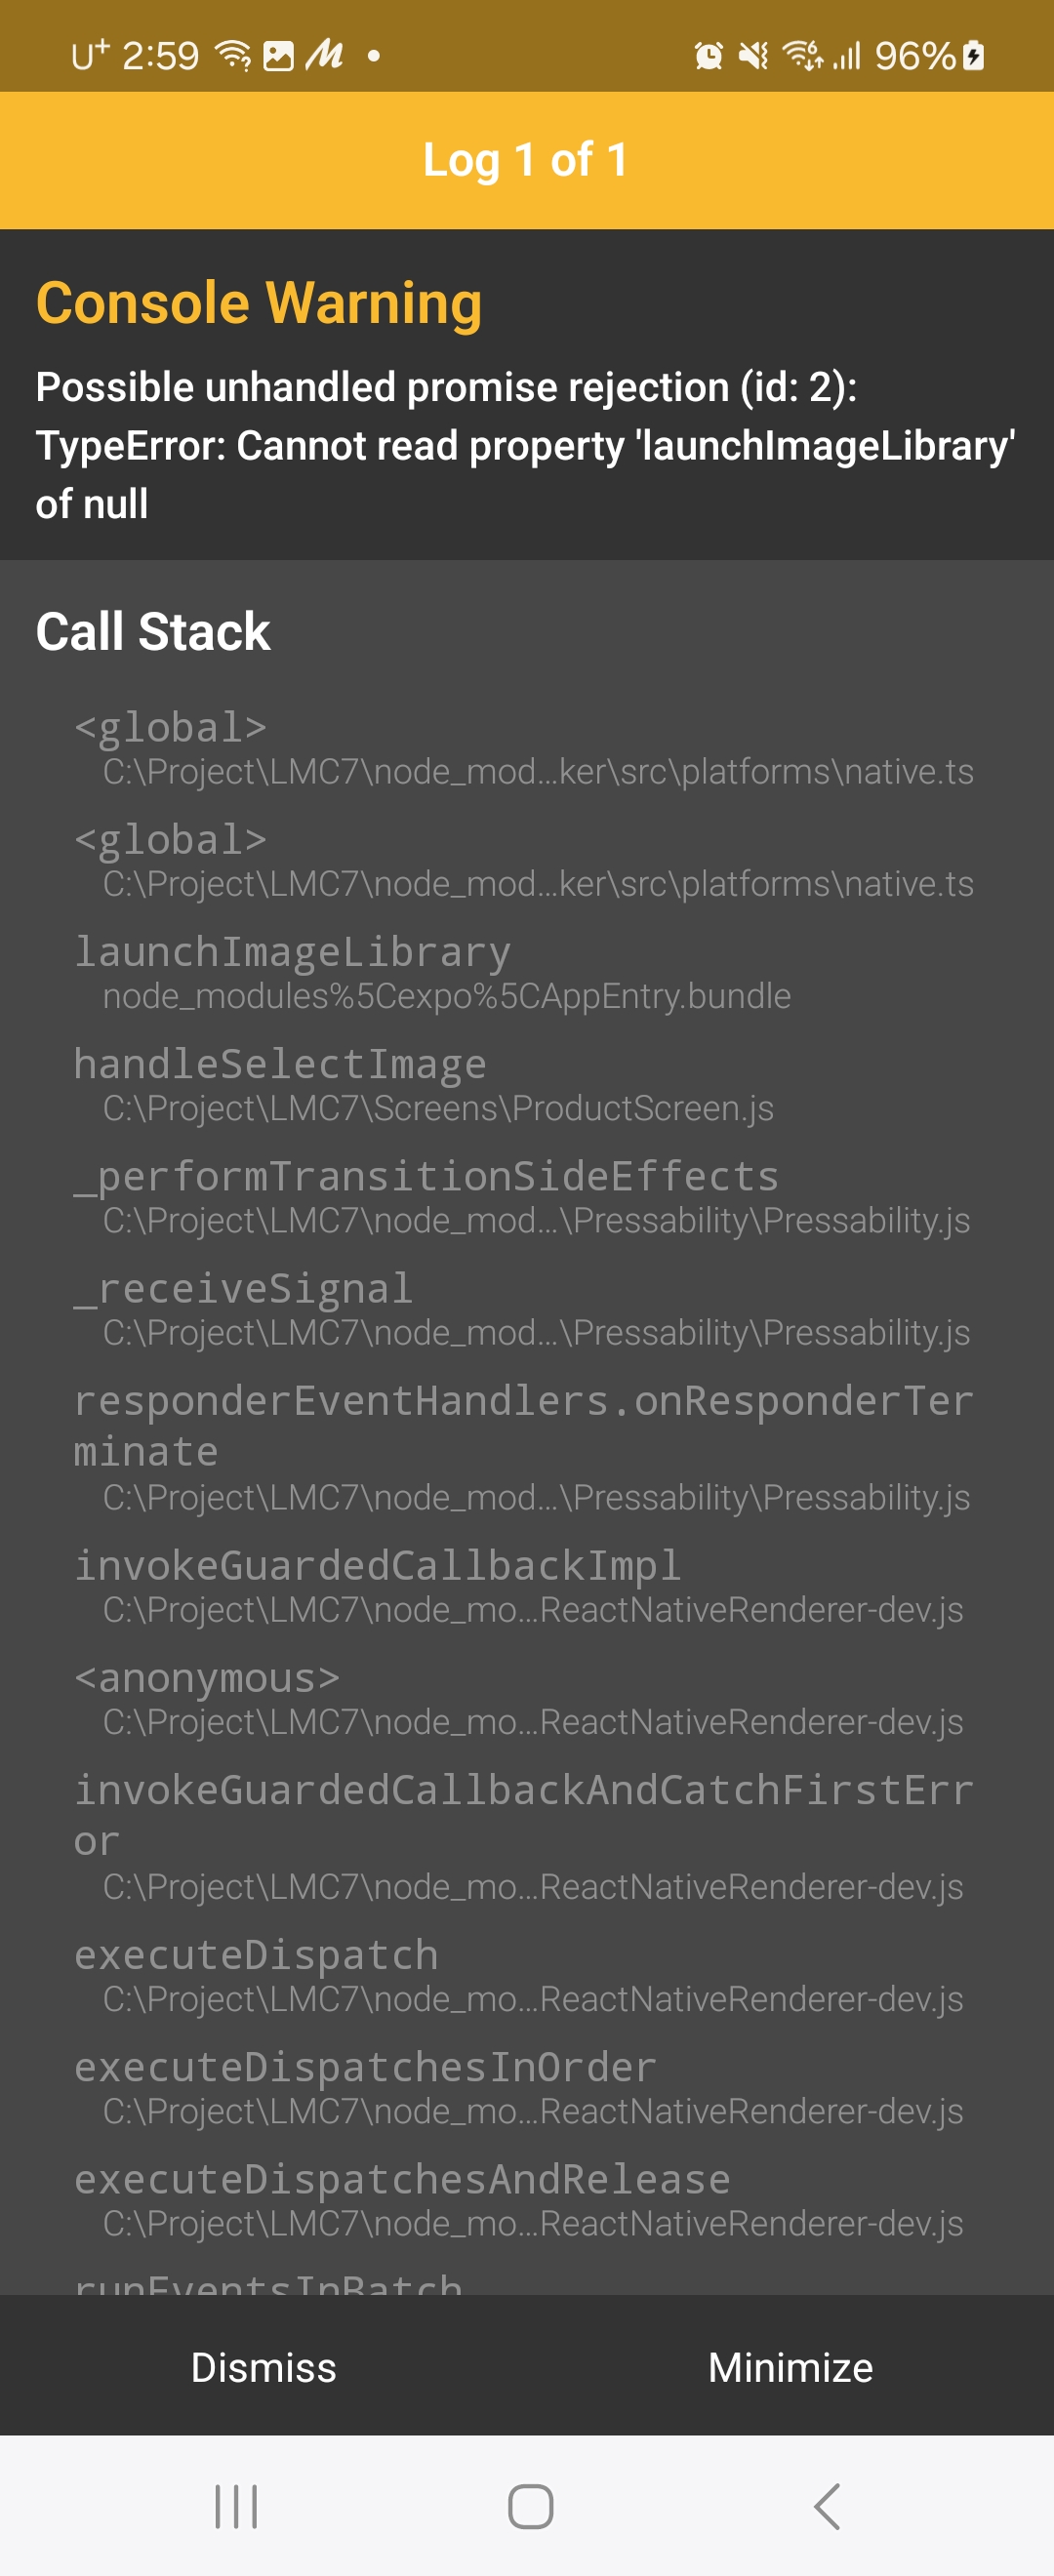 U+ 2:59 96%
Log 1 of 1
Console Warning
Possible unhandled promise rejection (id: 2):
TypeError: Cannot read property 'launchImageLibrary'
of null
Call Stack
<global>
C:\Project\LMC7\node_mod...ker\src\platforms\native.ts
<global>
C:\Project\LMC7\node_mod...ker\src\platforms\native.ts
launchImageLibrary
node_modules%5Cexpo%5CAppEntry.bundle
handleSelectImage
C:\Project\LMC7\Screens\ProductScreen.js
_performTransitionSideEffects
C:\Project\LMC7\node_mod...\Pressability\Pressability.js
_receiveSignal
C:\Project\LMC7\node_mod...\Pressability\Pressability.js
responderEventHandlers.onResponderTer
minate
C:\Project\LMC7\node_mod...\Pressability\Pressability.js
invokeGuardedCallbackImpl
C:\Project\LMC7\node_mo...ReactNativeRenderer-dev.js
<anonymous>
C:\Project\LMC7\node_mo...ReactNativeRenderer-dev.js
invokeGuardedCallbackAndCatchFirstErr
or
C:\Project\LMC7\node_mo...ReactNativeRenderer-dev.js
executeDispatch
C:\Project\LMC7\node_mo...ReactNativeRenderer-dev.js
executeDispatchesInOrder
C:\Project\LMC7\node_mo...ReactNativeRenderer-dev.js
executeDispatchesAndRelease
C:\Project\LMC7\node_mo...ReactNativeRenderer-dev.js
runEventsInBatch
Dismiss Minimize